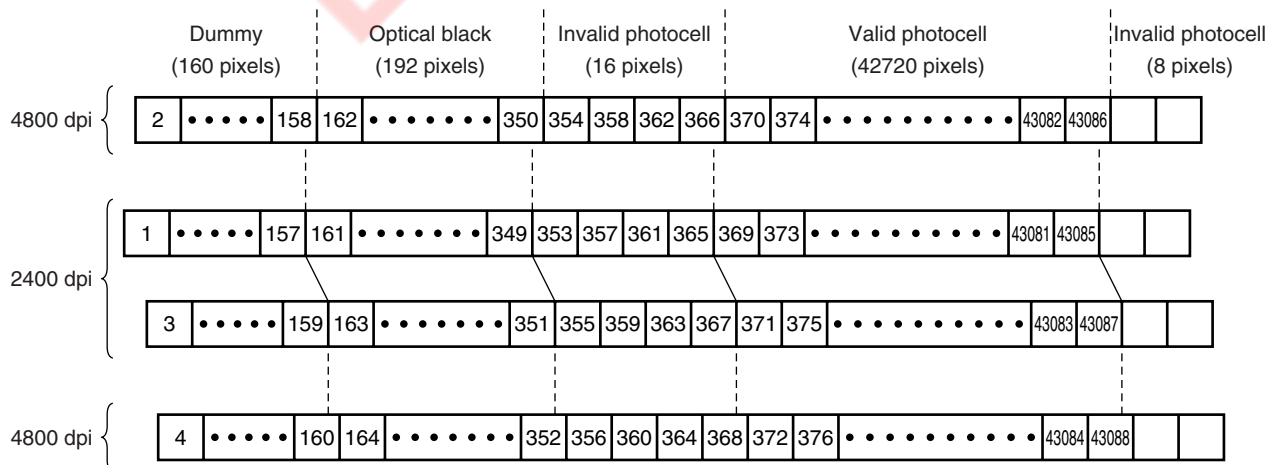 Dummy Optical black Invalid photocell Valid photocell Invalid photocell
(160 pixels) (192 pixels) (16 pixels) (42720 pixels) (8 pixels)
4800 dpi 2 ••••• 158 162 ••••••• 350 354 358 362 366 370 374 •••••••••• 43082 43086
1 ••••• 157 161 ••••••• 349 353 357 361 365 369 373 •••••••••• 43081 43085
2400 dpi
3 ••••• 159 163 ••••••• 351 355 359 363 367 371 375 •••••••••• 43083 43087
4800 dpi 4 ••••• 160 164 ••••••• 352 356 360 364 368 372 376 •••••••••• 43084 43088